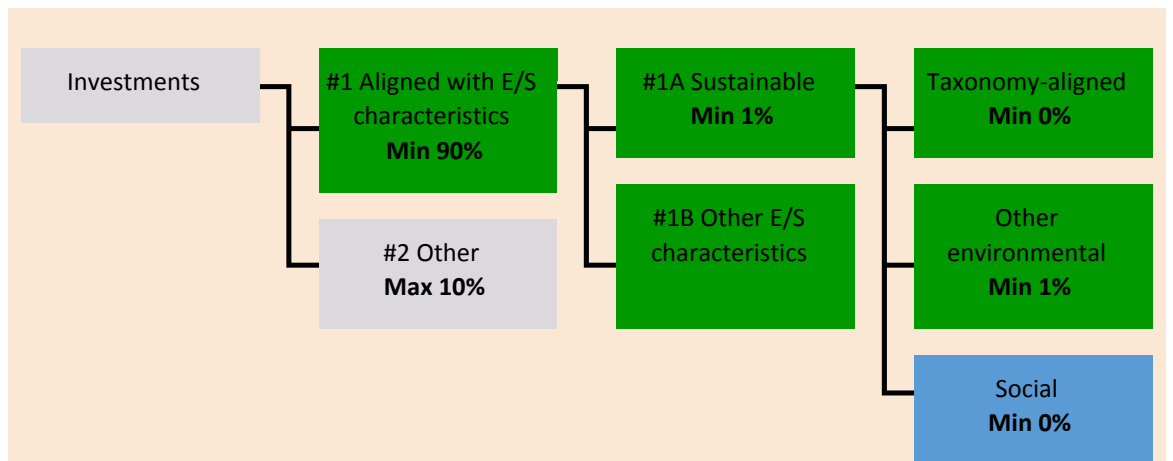 Investments
#1 Aligned with E/S
characteristics
Min 90%
#2 Other
Max 10%
#1A Sustainable
Min 1%
#1B Other E/S
characteristics
Taxonomy-aligned
Min 0%
Other
environmental
Min 1%
Social
Min 0%